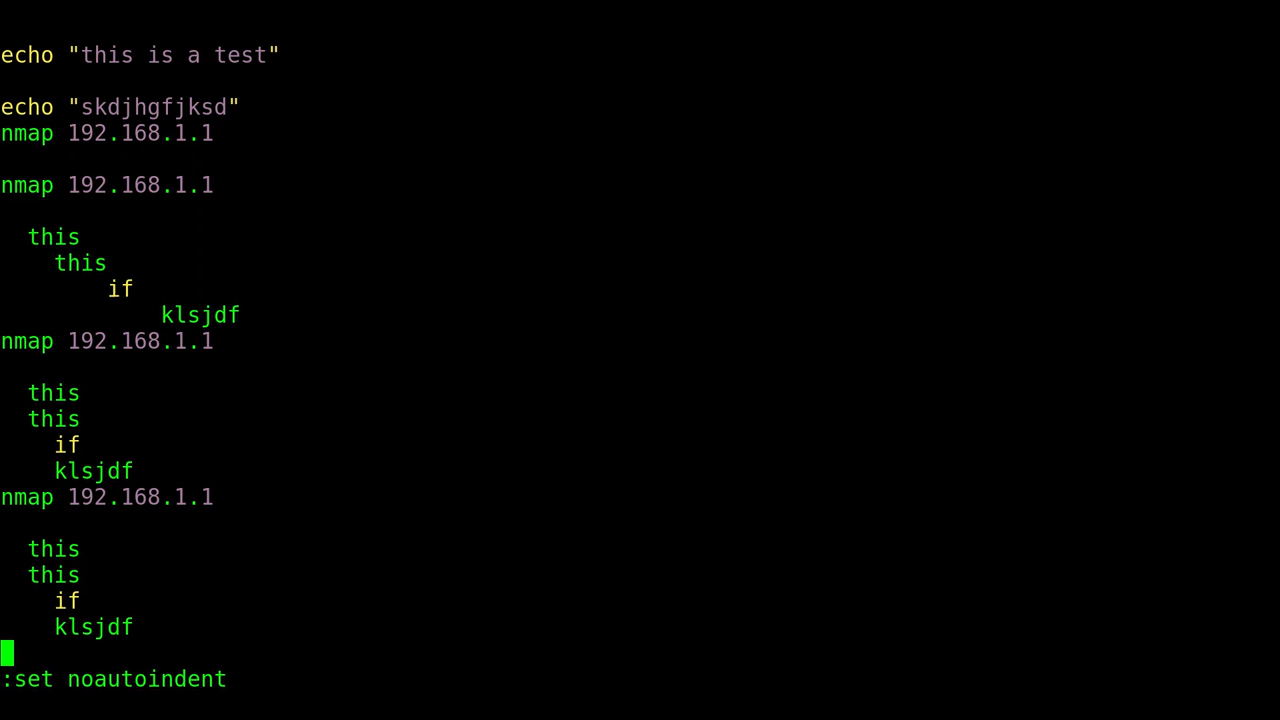 echo "this is a test"
echo "skdjhgfjksd"
nmap 192.168.1.1
nmap 192.168.1.1
  this
    this
        if
            klsjdf
nmap 192.168.1.1
  this
  this
    if
    klsjdf
nmap 192.168.1.1
  this
  this
    if
    klsjdf
:set noautoindent